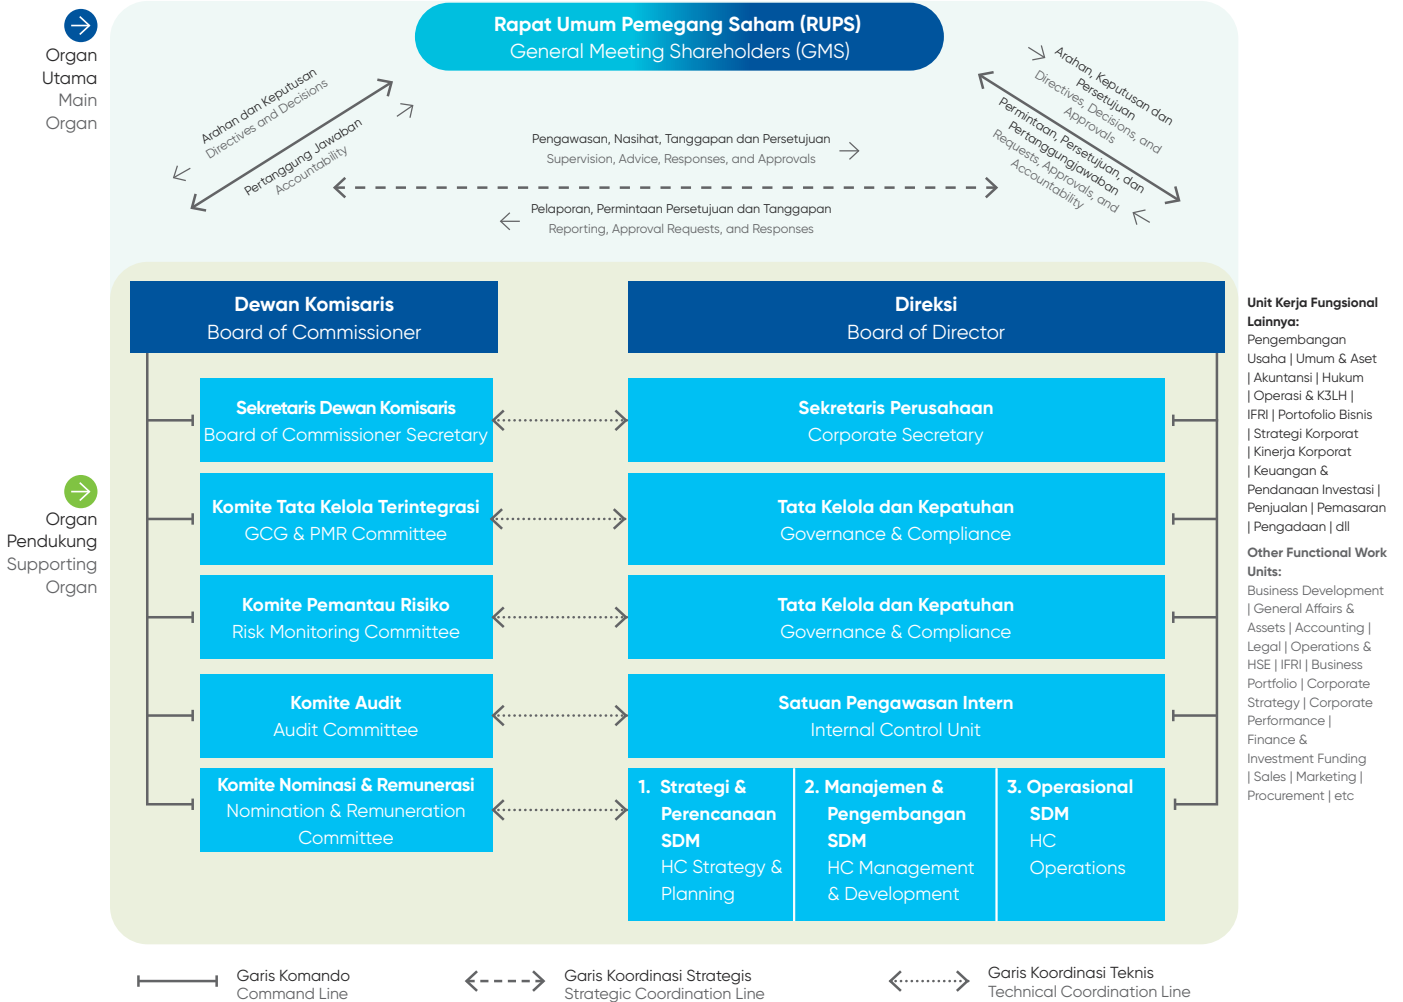 Organ
Utama
Main
Organ
Rapat Umum Pemegang Saham (RUPS)
General Meeting Shareholders (GMS)
Arahan dan Keputusan
Directives and Decisions
Pertanggung Jawaban
Accountability
Pengawasan, Nasihat, Tanggapan dan Persetujuan
Supervision, Advice, Responses, and Approvals
Pelaporan, Permintaan Persetujuan dan Tanggapan
Reporting, Approval Requests, and Responses
Arahan, Keputusan dan
Persetujuan
Directives, Decisions, and
Approvals
Permintaan, Persetujuan, dan
Pertanggungjawaban
Requests, Approvals, and
Accountability
Dewan Komisaris
Board of Commissioner
Direksi
Board of Director
Sekretaris Dewan Komisaris
Board of Commissioner Secretary
Sekretaris Perusahaan
Corporate Secretary
Organ
Pendukung
Supporting
Organ
Komite Tata Kelola Terintegrasi
GCG & PMR Committee
Tata Kelola dan Kepatuhan
Governance & Compliance
Komite Pemantau Risiko
Risk Monitoring Committee
Tata Kelola dan Kepatuhan
Governance & Compliance
Komite Audit
Audit Committee
Satuan Pengawasan Intern
Internal Control Unit
Komite Nominasi & Remunerasi
Nomination & Remuneration
Committee
1. Strategi &
Perencanaan
SDM
HC Strategy &
Planning
2. Manajemen &
Pengembangan
SDM
HC Management
& Development
3. Operasional
SDM
HC
Operations
Unit Kerja Fungsional
Lainnya:
Pengembangan
Usaha | Umum & Aset
| Akuntansi | Hukum
| Operasi & K3LH |
IFRI | Portofolio Bisnis
| Strategi Korporat
| Kinerja Korporat
| Keuangan &
Pendanaan Investasi |
Penjualan | Pemasaran
| Pengadaan | dll
Other Functional Work
Units:
Business Development
| General Affairs &
Assets | Accounting |
Legal | Operations &
HSE | IFRI | Business
Portfolio | Corporate
Strategy | Corporate
Performance |
Finance &
Investment Funding
| Sales | Marketing |
Procurement | etc
Garis Komando
Command Line
Garis Koordinasi Strategis
Strategic Coordination Line
Garis Koordinasi Teknis
Technical Coordination Line